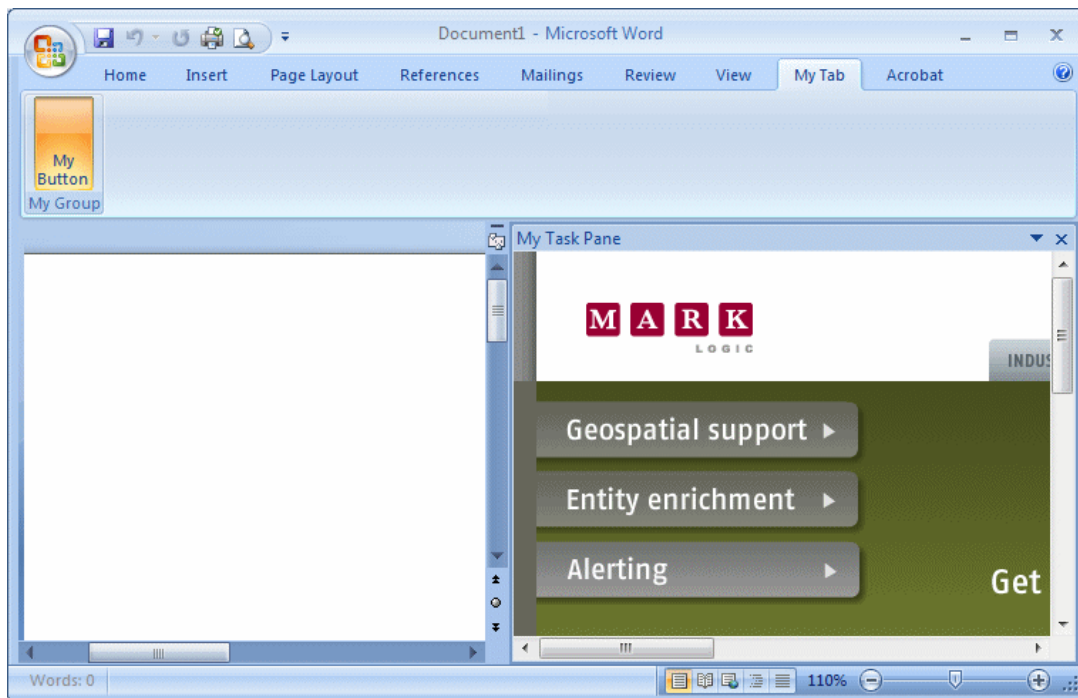 Document1 - Microsoft Word
Home Insert Page Layout References Mailings Review View My Tab Acrobat
My
Button
My Group
My Task Pane
MARK
LOGIC
INDUS
Geospatial support
Entity enrichment
Alerting
Get
Words: 0
110%